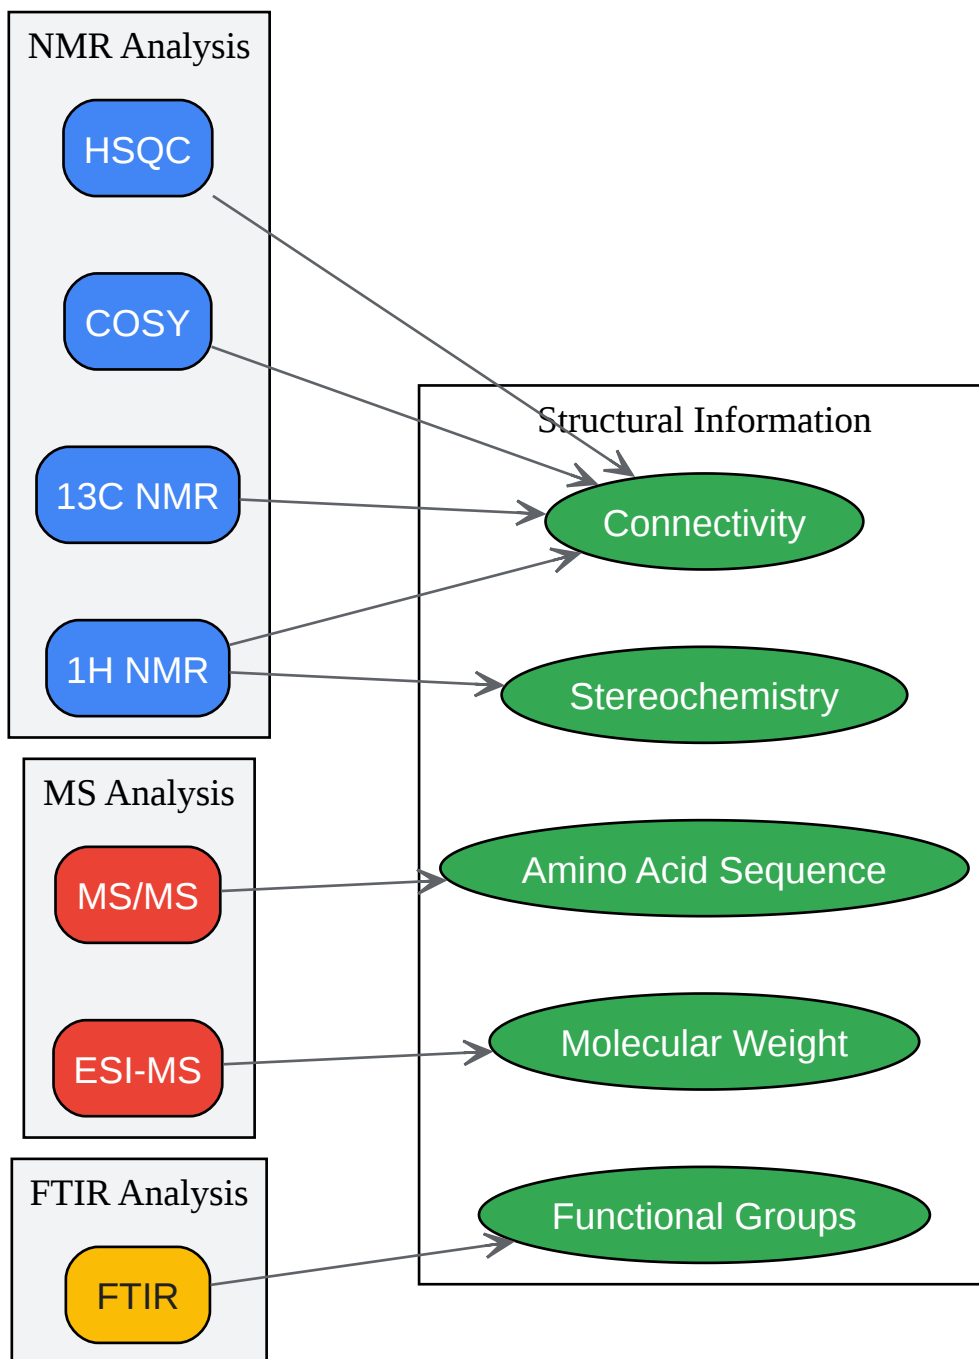 NMR Analysis
HSQC
COSY
13C NMR
1H NMR
MS Analysis
MS/MS
ESI-MS
FTIR Analysis
FTIR
Structural Information
Connectivity
Stereochemistry
Amino Acid Sequence
Molecular Weight
Functional Groups